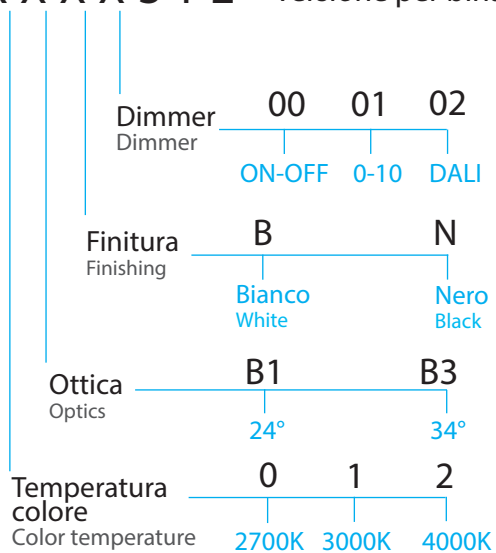 Dimmer
Dimmer
00 01 02
ON-OFF 0-10 DALI
Finitura
Finishing
B N
Bianco Nero
White Black
Ottica
Optics
B1 B3
24° 34°
Temperatura
colore
Color temperature
0 1 2
2700K 3000K 4000K